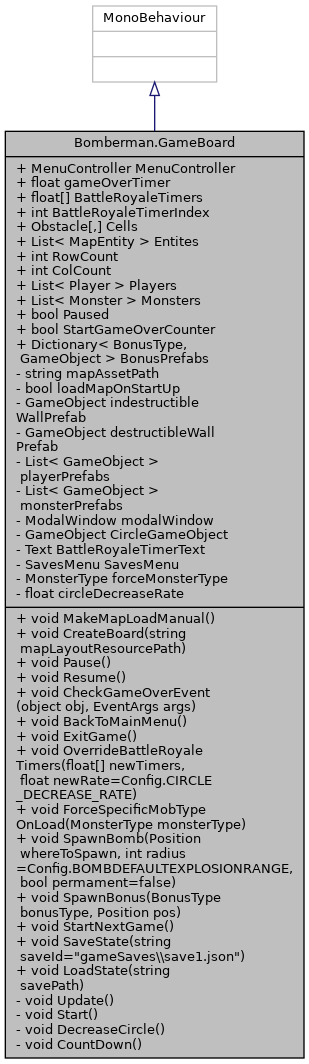 MonoBehaviour
Bomberman.GameBoard
+ MenuController MenuController
+ float gameOverTimer
+ float[] BattleRoyaleTimers
+ int BattleRoyaleTimerIndex
+ Obstacle[,] Cells
+ List< MapEntity > Entites
+ int RowCount
+ int ColCount
+ List< Player > Players
+ List< Monster > Monsters
+ bool Paused
+ bool StartGameOverCounter
+ Dictionary< BonusType,
GameObject > BonusPrefabs
- string mapAssetPath
- bool loadMapOnStartUp
- GameObject indestructible
WallPrefab
- GameObject destructibleWall
Prefab
- List< GameObject >
playerPrefabs
- List< GameObject >
monsterPrefabs
- ModalWindow modalWindow
- GameObject CircleGameObject
- Text BattleRoyaleTimerText
- SavesMenu SavesMenu
- MonsterType forceMonsterType
- float circleDecreaseRate
+ void MakeMapLoadManual()
+ void CreateBoard(string
mapLayoutResourcePath)
+ void Pause()
+ void Resume()
+ void CheckGameOverEvent
(object obj, EventArgs args)
+ void BackToMainMenu()
+ void ExitGame()
+ void OverrideBattleRoyale
Timers(float[] newTimers,
float newRate=Config.CIRCLE
_DECREASE_RATE)
+ void ForceSpecificMobType
OnLoad(MonsterType monsterType)
+ void SpawnBomb(Position
whereToSpawn, int radius
=Config.BOMBDEFAULTEXPLOSIONRANGE,
bool permament=false)
+ void SpawnBonus(BonusType
bonusType, Position pos)
+ void StartNextGame()
+ void SaveState(string
saveId="gameSaves\\save1.json")
+ void LoadState(string
savePath)
- void Update()
- void Start()
- void DecreaseCircle()
- void CountDown()